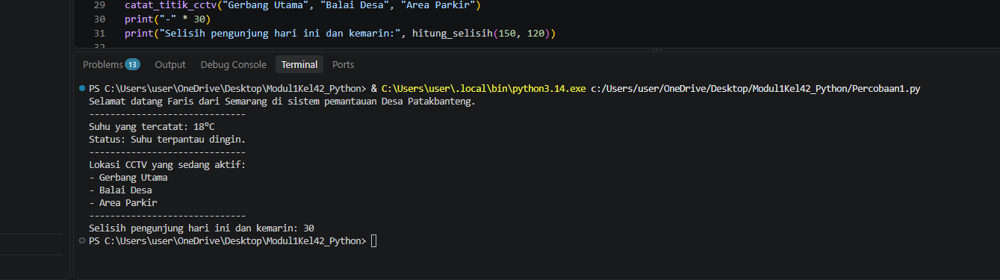 29 catat_titik_cctv("Gerbang Utama", "Balai Desa", "Area Parkir")
30 print("-" * 30)
31 print("Selisih pengunjung hari ini dan kemarin:", hitung_selisih(150, 120))
32
Problems 13 Output Debug Console Terminal Ports
PS C:\Users\user\OneDrive\Desktop\Modul1Kel42_Python> & C:\Users\user\.local\bin\python3.14.exe c:/Users/user/OneDrive/Desktop/Modul1Kel42_Python/Percobaan1.py
Selamat datang Faris dari Semarang di sistem pemantauan Desa Patakbanteng.
------------------------------
Suhu yang tercatat: 18°C
Status: Suhu terpantau dingin.
------------------------------
Lokasi CCTV yang sedang aktif:
- Gerbang Utama
- Balai Desa
- Area Parkir
------------------------------
Selisih pengunjung hari ini dan kemarin: 30
PS C:\Users\user\OneDrive\Desktop\Modul1Kel42_Python>